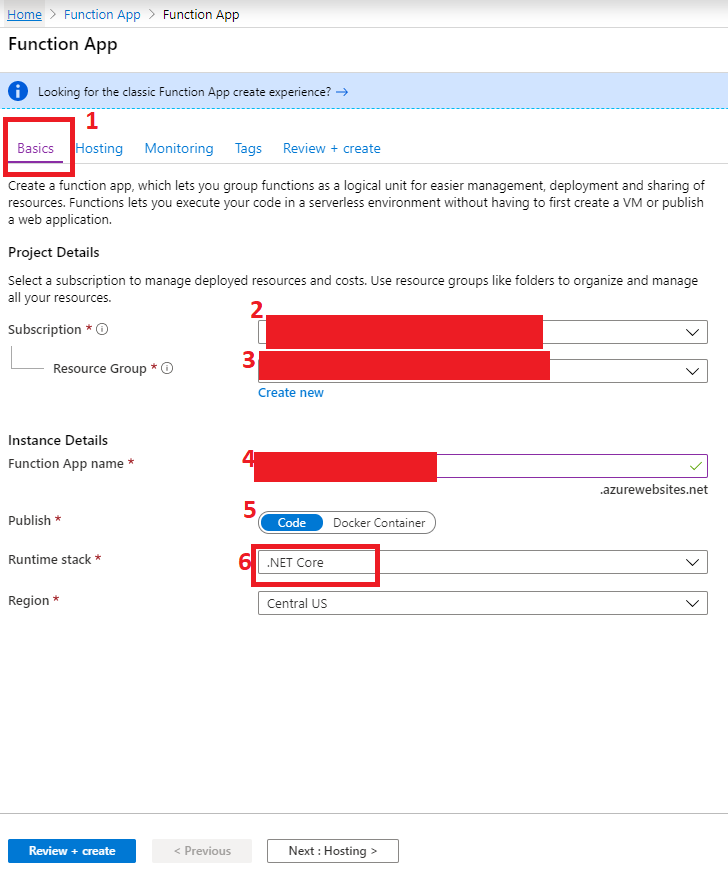 Home > Function App > Function App
Function App
Looking for the classic Function App create experience? →
1
Basics Hosting Monitoring Tags Review + create
Create a function app, which lets you group functions as a logical unit for easier management, deployment and sharing of
resources. Functions lets you execute your code in a serverless environment without having to first create a VM or publish
a web application.
Project Details
Select a subscription to manage deployed resources and costs. Use resource groups like folders to organize and manage
all your resources.
2
Subscription *
3
Resource Group *
Create new
Instance Details
4
Function App name *
.azurewebsites.net
5
Publish * Code Docker Container
6
Runtime stack * .NET Core
Region * Central US
Review + create < Previous Next : Hosting >